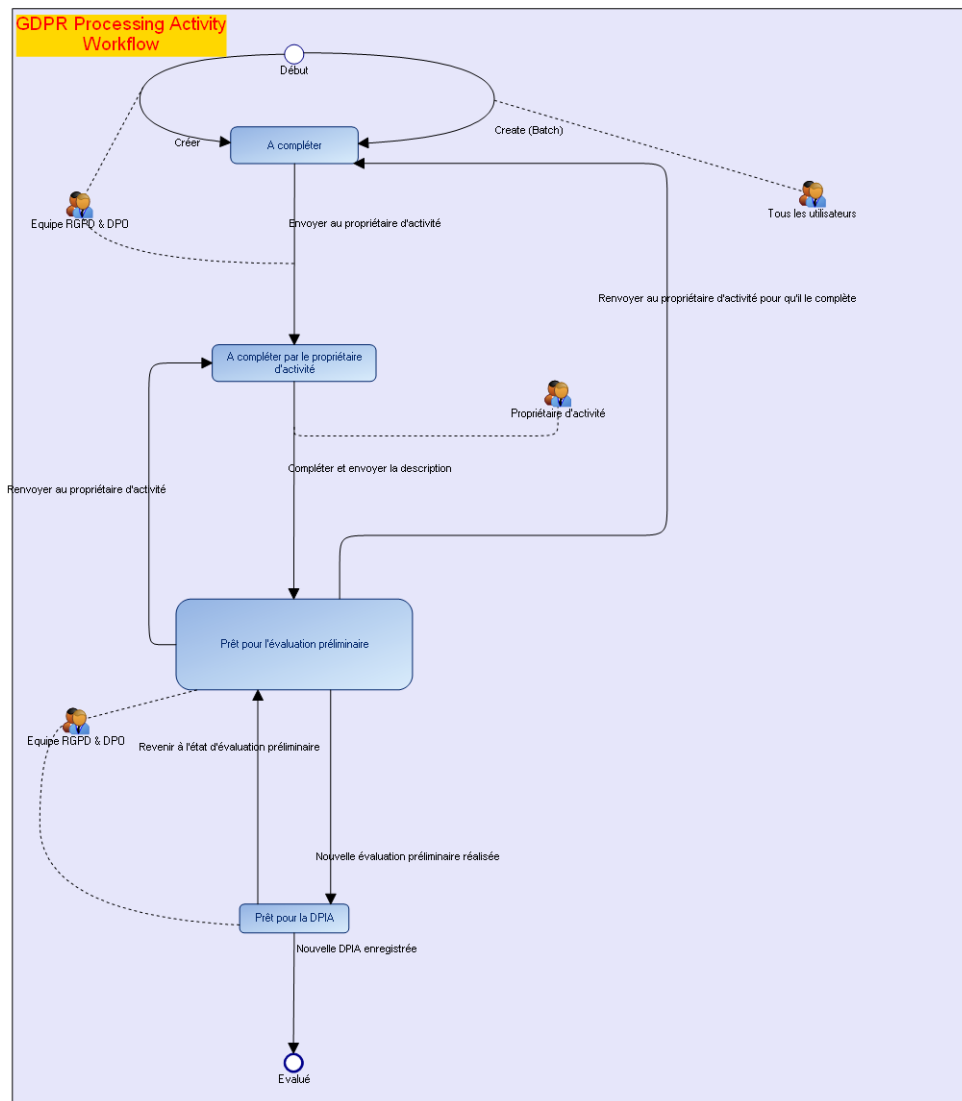 GDPR Processing Activity
Workflow
Début
Create (Batch)
Créer
A compléter
Tous les utilisateurs
Equipe RGPD & DPO
Envoyer au propriétaire d'activité
Renvoyer au propriétaire d'activité pour qu'il le complète
A compléter par le propriétaire
d'activité
Propriétaire d'activité
Compléter et envoyer la description
Renvoyer au propriétaire d'activité
Prêt pour l'évaluation préliminaire
Equipe RGPD & DPO
Revenir à l'état d'évaluation préliminaire
Nouvelle évaluation préliminaire réalisée
Prêt pour la DPIA
Nouvelle DPIA enregistrée
Evalué